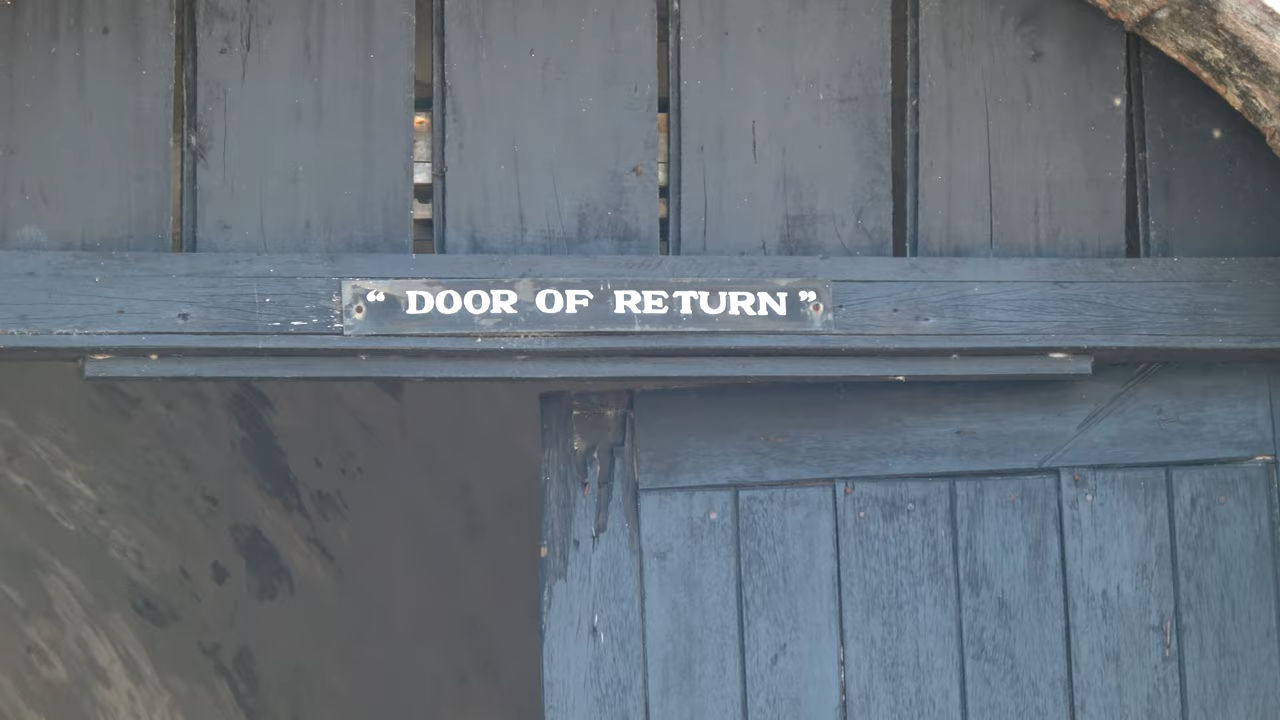 “ DOOR OF RETURN ”